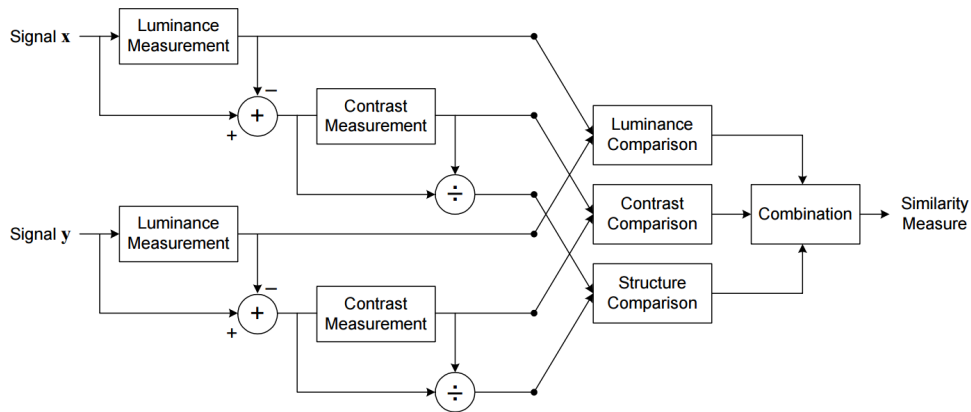 Signal x
Luminance
Measurement
−
+
+
Contrast
Measurement
÷
Signal y
Luminance
Measurement
−
+
+
Contrast
Measurement
÷
Luminance
Comparison
Contrast
Comparison
Structure
Comparison
Combination
Similarity
Measure